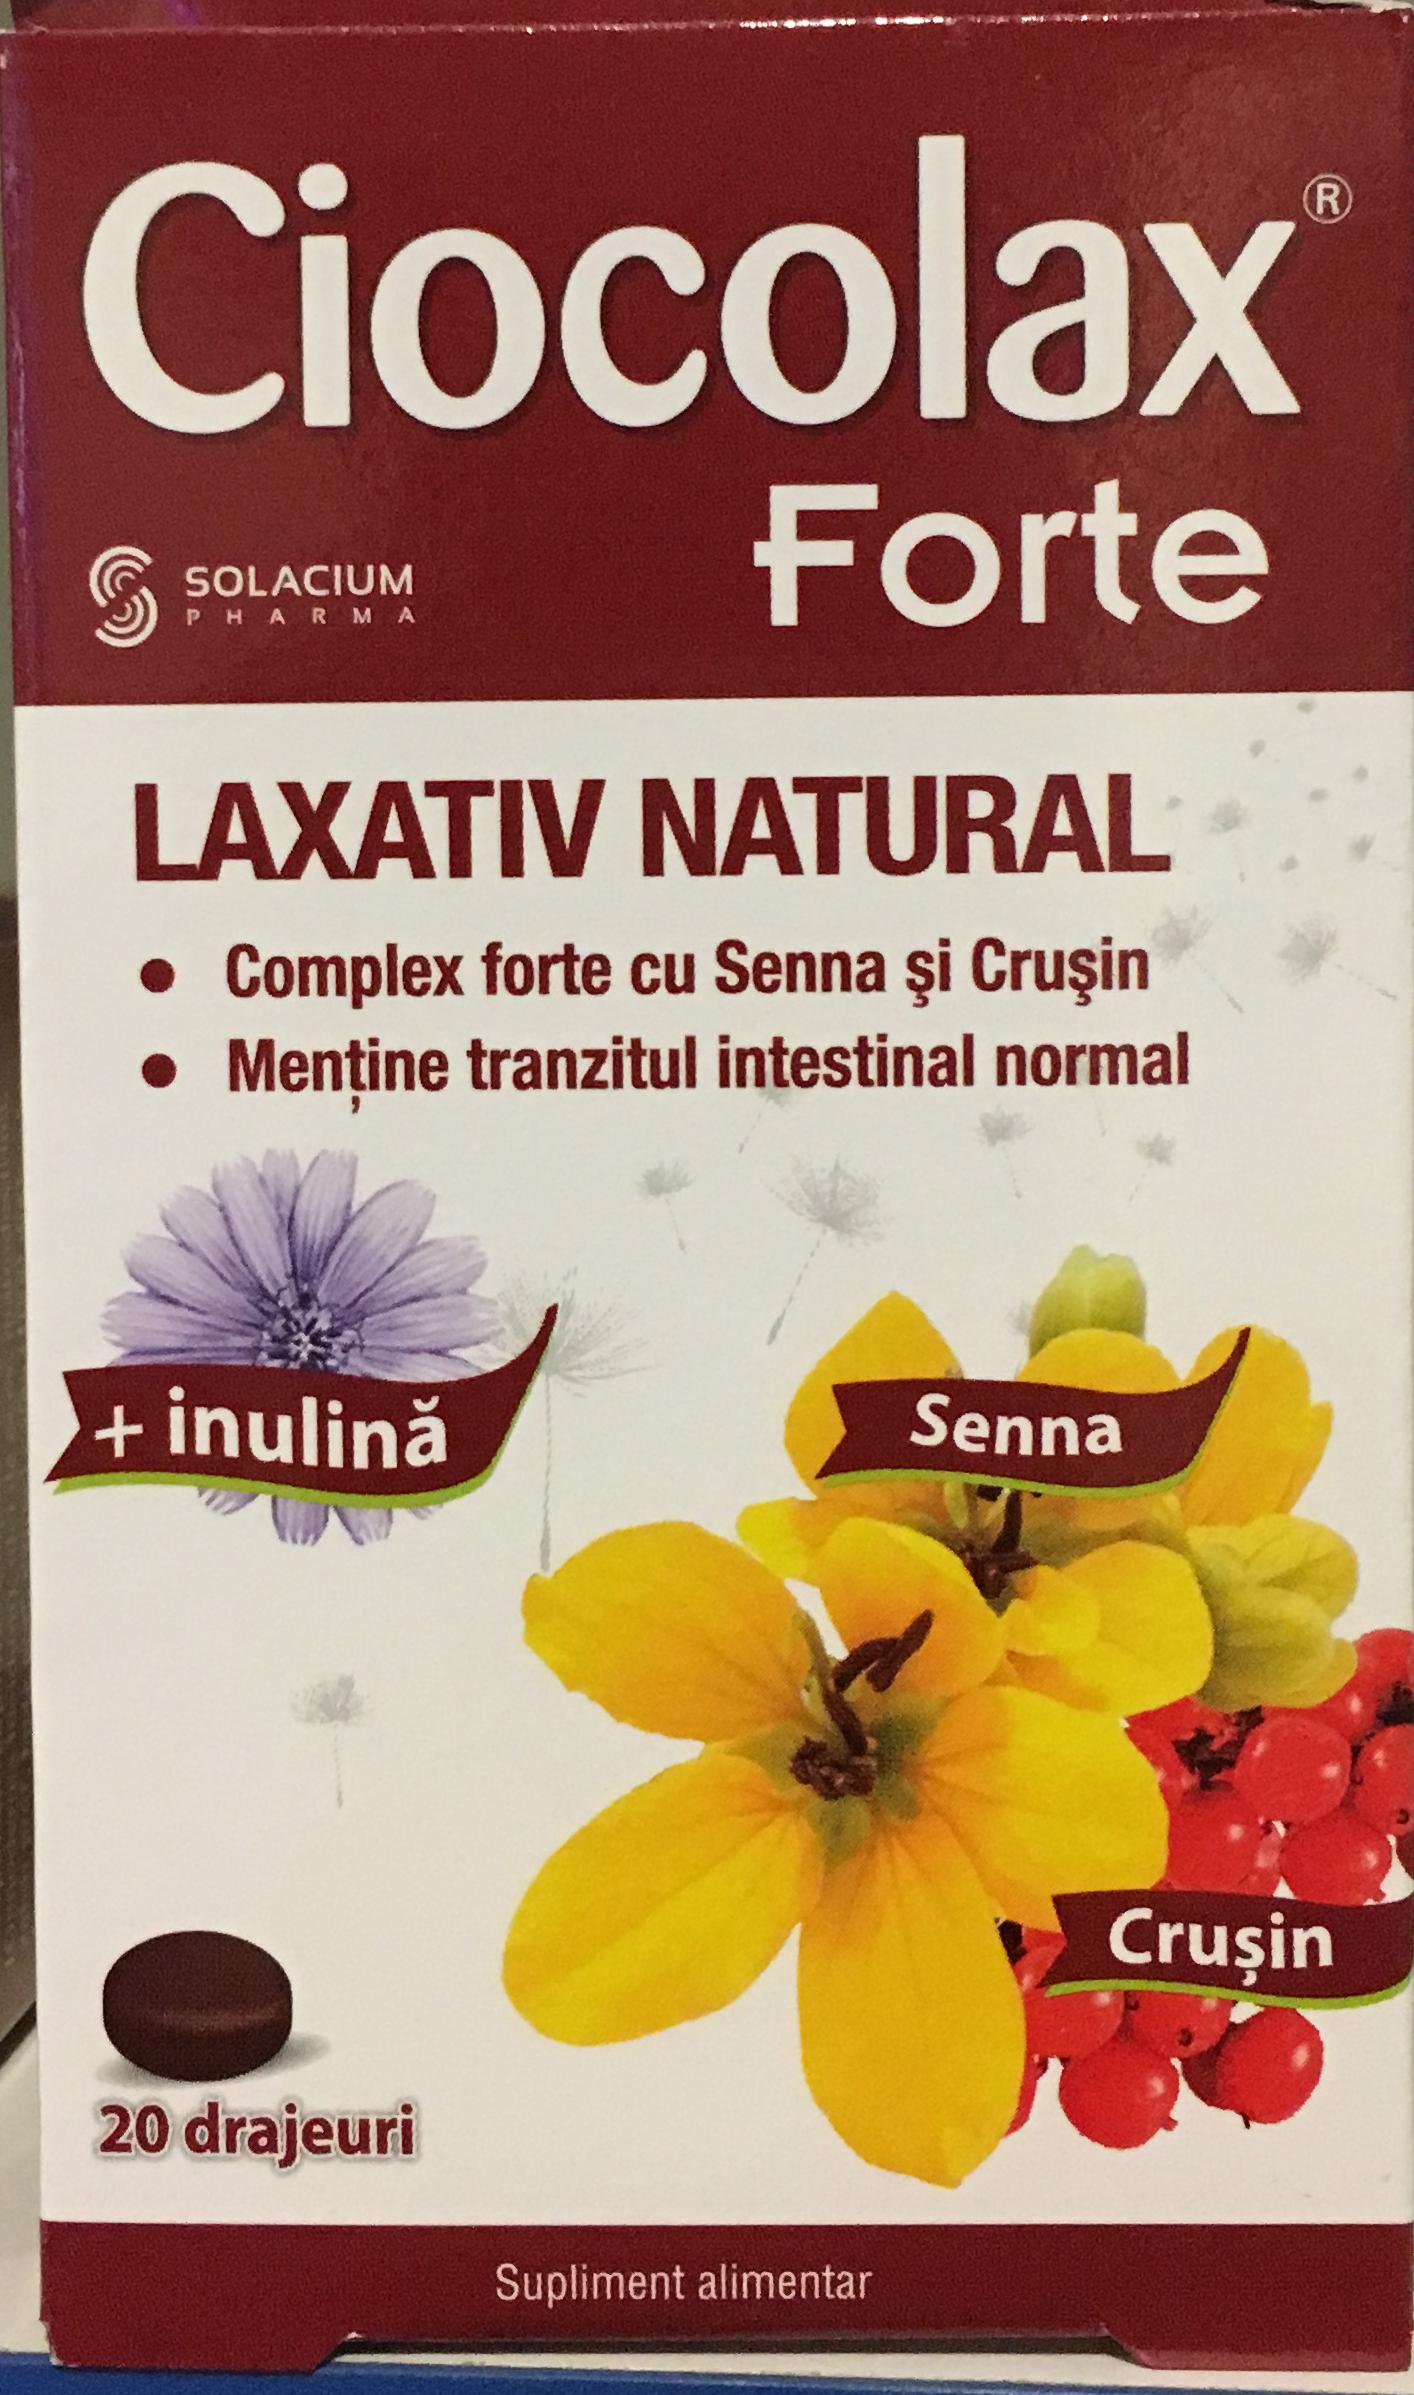 Ciocolax®
Forte
SOLACIUM
PHARMA
LAXATIV NATURAL
• Complex forte cu Senna şi Cruşin
• Menține tranzitul intestinal normal
+ inulină
Senna
Crușin
20 drajeuri
Supliment alimentar